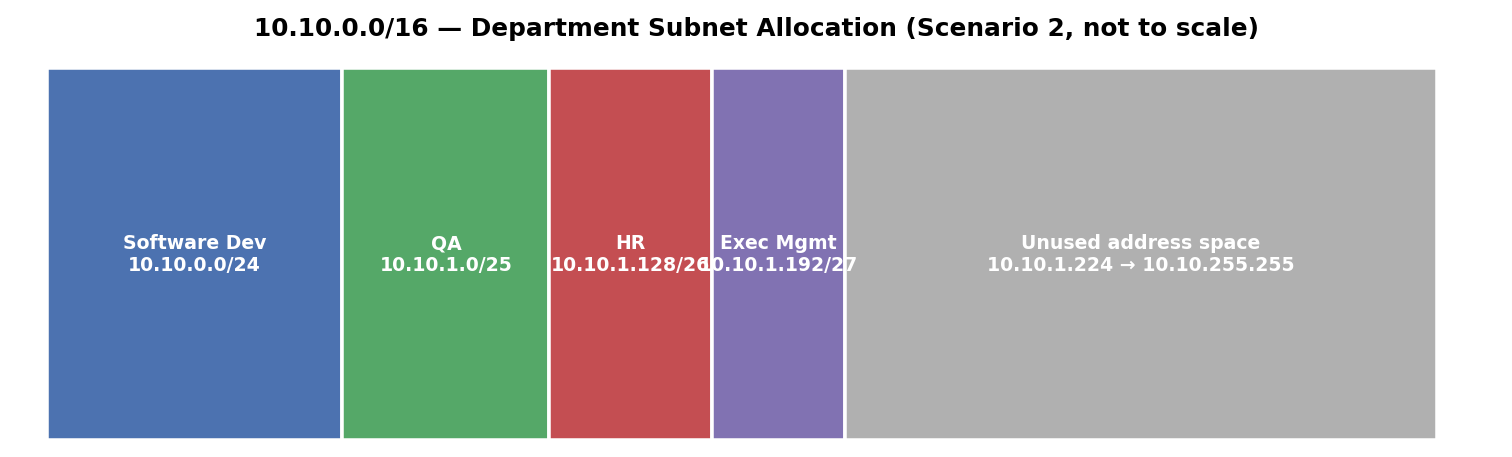 10.10.0.0/16 — Department Subnet Allocation (Scenario 2, not to scale)
Software Dev
10.10.0.0/24
QA
10.10.1.0/25
HR
10.10.1.128/26
Exec Mgmt
10.10.1.192/27
Unused address space
10.10.1.224 → 10.10.255.255